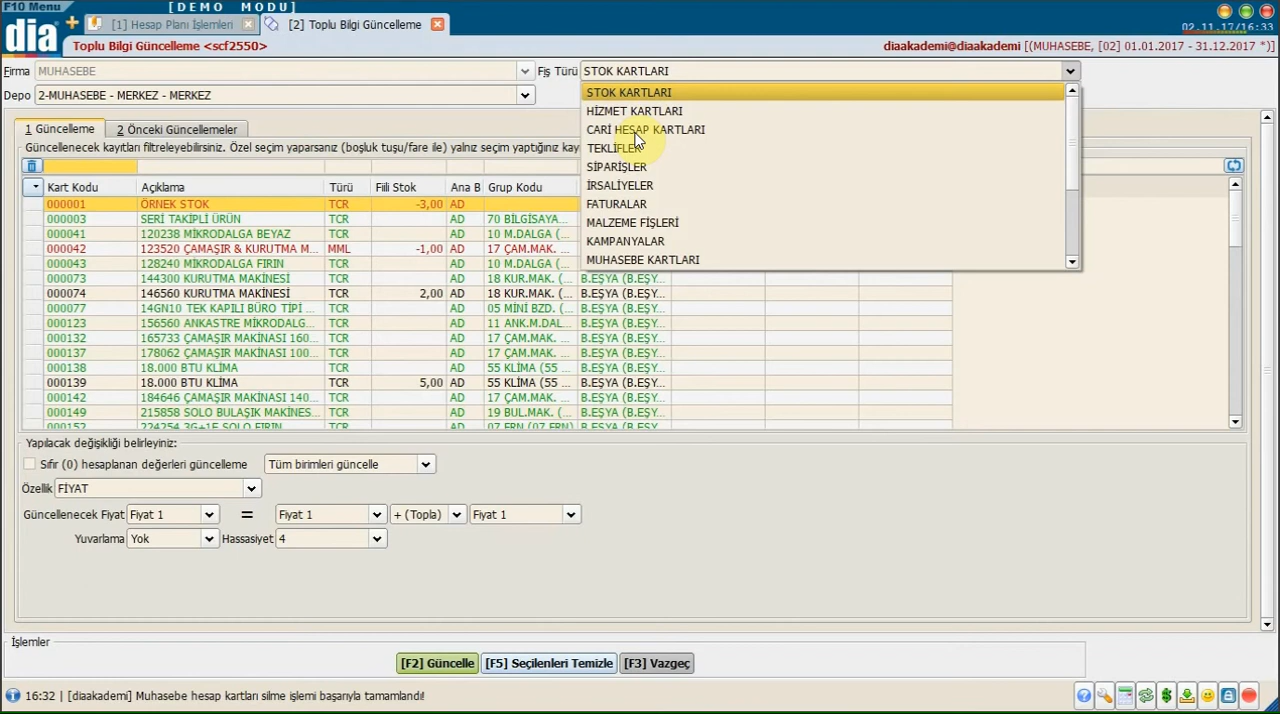 F10 Menu
[DEMO MODU]
dia
[1] Hesap Planı İşlemleri
[2] Toplu Bilgi Güncelleme
02.11.17/16:33
Toplu Bilgi Güncelleme <scf2550>
diaakademi@diaakademi [(MUHASEBE, [02] 01.01.2017 - 31.12.2017 *)]
Firma MUHASEBE
Fiş Türü STOK KARTLARI
Depo 2-MUHASEBE - MERKEZ - MERKEZ
STOK KARTLARI
HİZMET KARTLARI
CARİ HESAP KARTLARI
TEKLİFLER
SİPARİŞLER
İRSALİYELER
FATURALAR
MALZEME FİŞLERİ
KAMPANYALAR
MUHASEBE KARTLARI
1 Güncelleme
2 Önceki Güncellemeler
Güncellenecek kayıtları filtreleyebilirsiniz. Özel seçim yaparsanız (boşluk tuşu/fare ile) yalnız seçim yaptığınız
Kart Kodu Açıklama Türü Fiili Stok Ana B Grup Kodu
000001 ÖRNEK STOK TCR -3,00 AD
000003 SERİ TAKİPLİ ÜRÜN TCR AD 70 BİLGİSAYA...
000041 120238 MİKRODALGA BEYAZ TCR AD 10 M.DALGA (...
000042 123520 ÇAMAŞIR & KURUTMA M... MML -1,00 AD 17 ÇAM.MAK. ...
000043 128240 MİKRODALGA FIRIN TCR AD 10 M.DALGA (...
000073 144300 KURUTMA MAKİNESİ TCR AD 18 KUR.MAK. (... B.EŞYA (B.EŞY...
000074 146560 KURUTMA MAKİNESİ TCR 2,00 AD 18 KUR.MAK. (... B.EŞYA (B.EŞY...
000077 14GN10 TEK KAPILI BÜRO TİPİ ... TCR AD 05 MİNİ BZD. (... B.EŞYA (B.EŞY...
000123 156560 ANKASTRE MİKRODALG... TCR AD 11 ANK.M.DAL... B.EŞYA (B.EŞY...
000132 165733 ÇAMAŞIR MAKİNASI 160... TCR AD 17 ÇAM.MAK. ... B.EŞYA (B.EŞY...
000137 178062 ÇAMAŞIR MAKİNASI 100... TCR AD 17 ÇAM.MAK. ... B.EŞYA (B.EŞY...
000138 18.000 BTU KLİMA TCR AD 55 KLİMA (55 ... B.EŞYA (B.EŞY...
000139 18.000 BTU KLİMA TCR 5,00 AD 55 KLİMA (55 ... B.EŞYA (B.EŞY...
000142 184646 ÇAMAŞIR MAKİNASI 140... TCR AD 17 ÇAM.MAK. ... B.EŞYA (B.EŞY...
000149 215858 SOLO BULAŞIK MAKİNES... TCR AD 19 BUL.MAK. (... B.EŞYA (B.EŞY...
000152 224254 3G+1E SOLO FIRIN TCR AD 07 FRN (07 FRN) B.EŞYA (B.EŞY...
Yapılacak değişikliği belirleyiniz:
Sıfır (0) hesaplanan değerleri güncelleme Tüm birimleri güncelle
Özellik FİYAT
Güncellenecek Fiyat Fiyat 1 = Fiyat 1 + (Topla) Fiyat 1
Yuvarlama Yok Hassasiyet 4
İşlemler
[F2] Güncelle [F5] Seçilenleri Temizle [F3] Vazgeç
16:32 | [diaakademi] Muhasebe hesap kartları silme işlemi başarıyla tamamlandı!